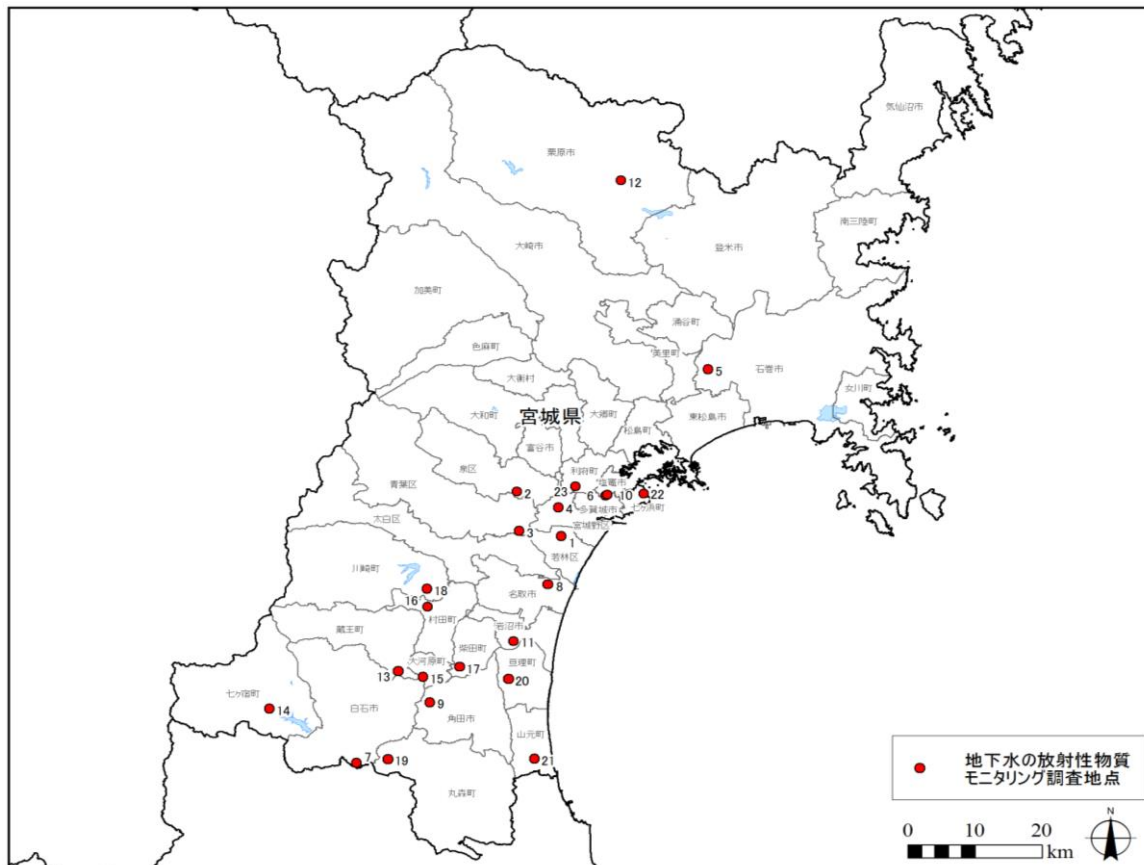 気仙沼市
栗原市
12
南三陸町
登米市
大崎市
加美町
涌谷町
色麻町
美里町
5
石巻市
大衡村
女川町
大和町
宮城県
大郷町
東松島市
松島町
富谷市
泉区
利府町
青葉区
塩竈市
2
23
6
10
22
4
多賀城市
七ヶ浜町
太白区
宮城野区
3
1
若林区
川崎町
18
8
名取市
16
村田町
蔵王町
岩沼市
11
柴田町
大河原町
17
亘理町
13
15
20
七ヶ宿町
14
白石市
9
角田市
山元町
7
19
21
丸森町
地下水の放射性物質
モニタリング調査地点
N
0 10 20
km